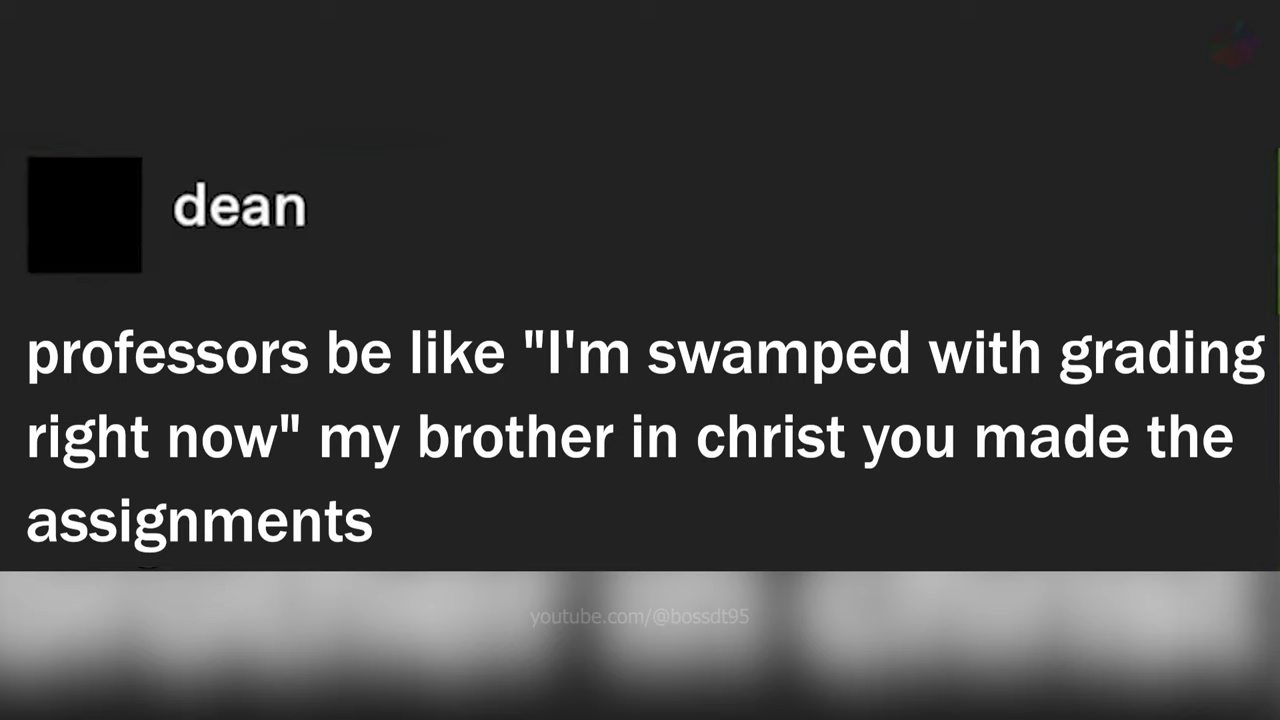 dean
professors be like "I'm swamped with grading
right now" my brother in christ you made the
assignments
youtube.com/@bossdt95